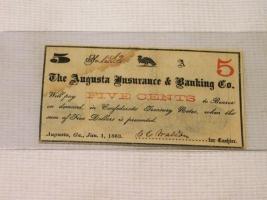 5 A 5
The Augusta Insurance & Banking Co.
Will pay FIVE CENTS to Bearer
on demand, in Confederate Treasury Notes, when the
sum of Five Dollars is presented.
Augusta, Ga., Jan. 1, 1863. for Cashier.